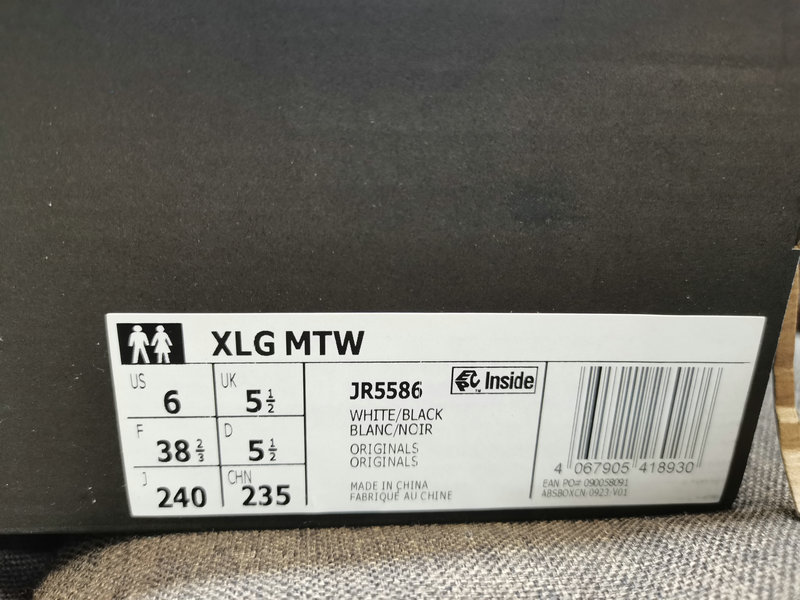 XLG MTW
US 6 UK 5 1/2
F 38 2/3 D 5 1/2
J 240 CHN 235
JR5586
Inside
TM
WHITE/BLACK
BLANC/NOIR
ORIGINALS
ORIGINALS
MADE IN CHINA
FABRIQUÉ AU CHINE
4 067905 418930
EAN PO# 090058091
ABSBOXCN/0923-V01